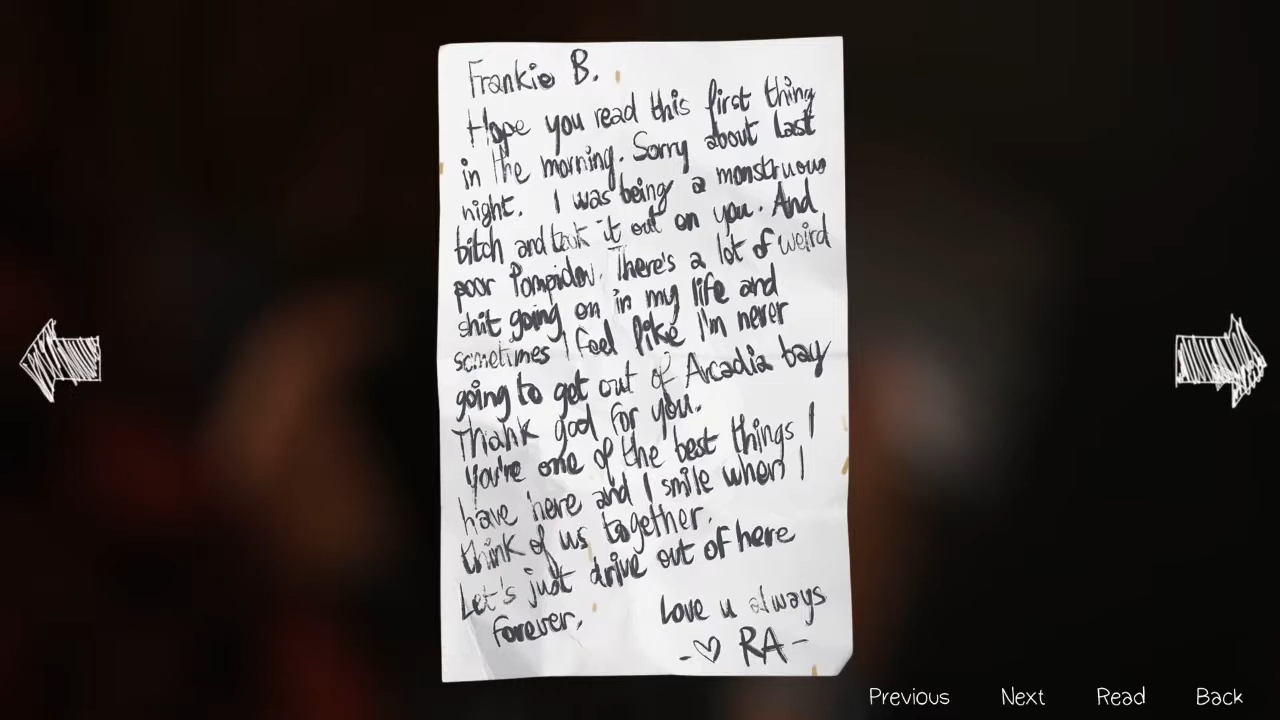 Frankie B.
Hope you read this first thing
in the morning. Sorry about last
night. I was being a monstruous
bitch and took it out on you. And
poor Pompidou. There's a lot of weird
shit going on in my life and
sometimes I feel like I'm never
going to get out of Arcadia bay
Thank god for you.
You're one of the best things I
have here and I smile when I
think of us together.
Let's just drive out of here
forever.
Love u always
-♡ RA-
Previous Next Read Back